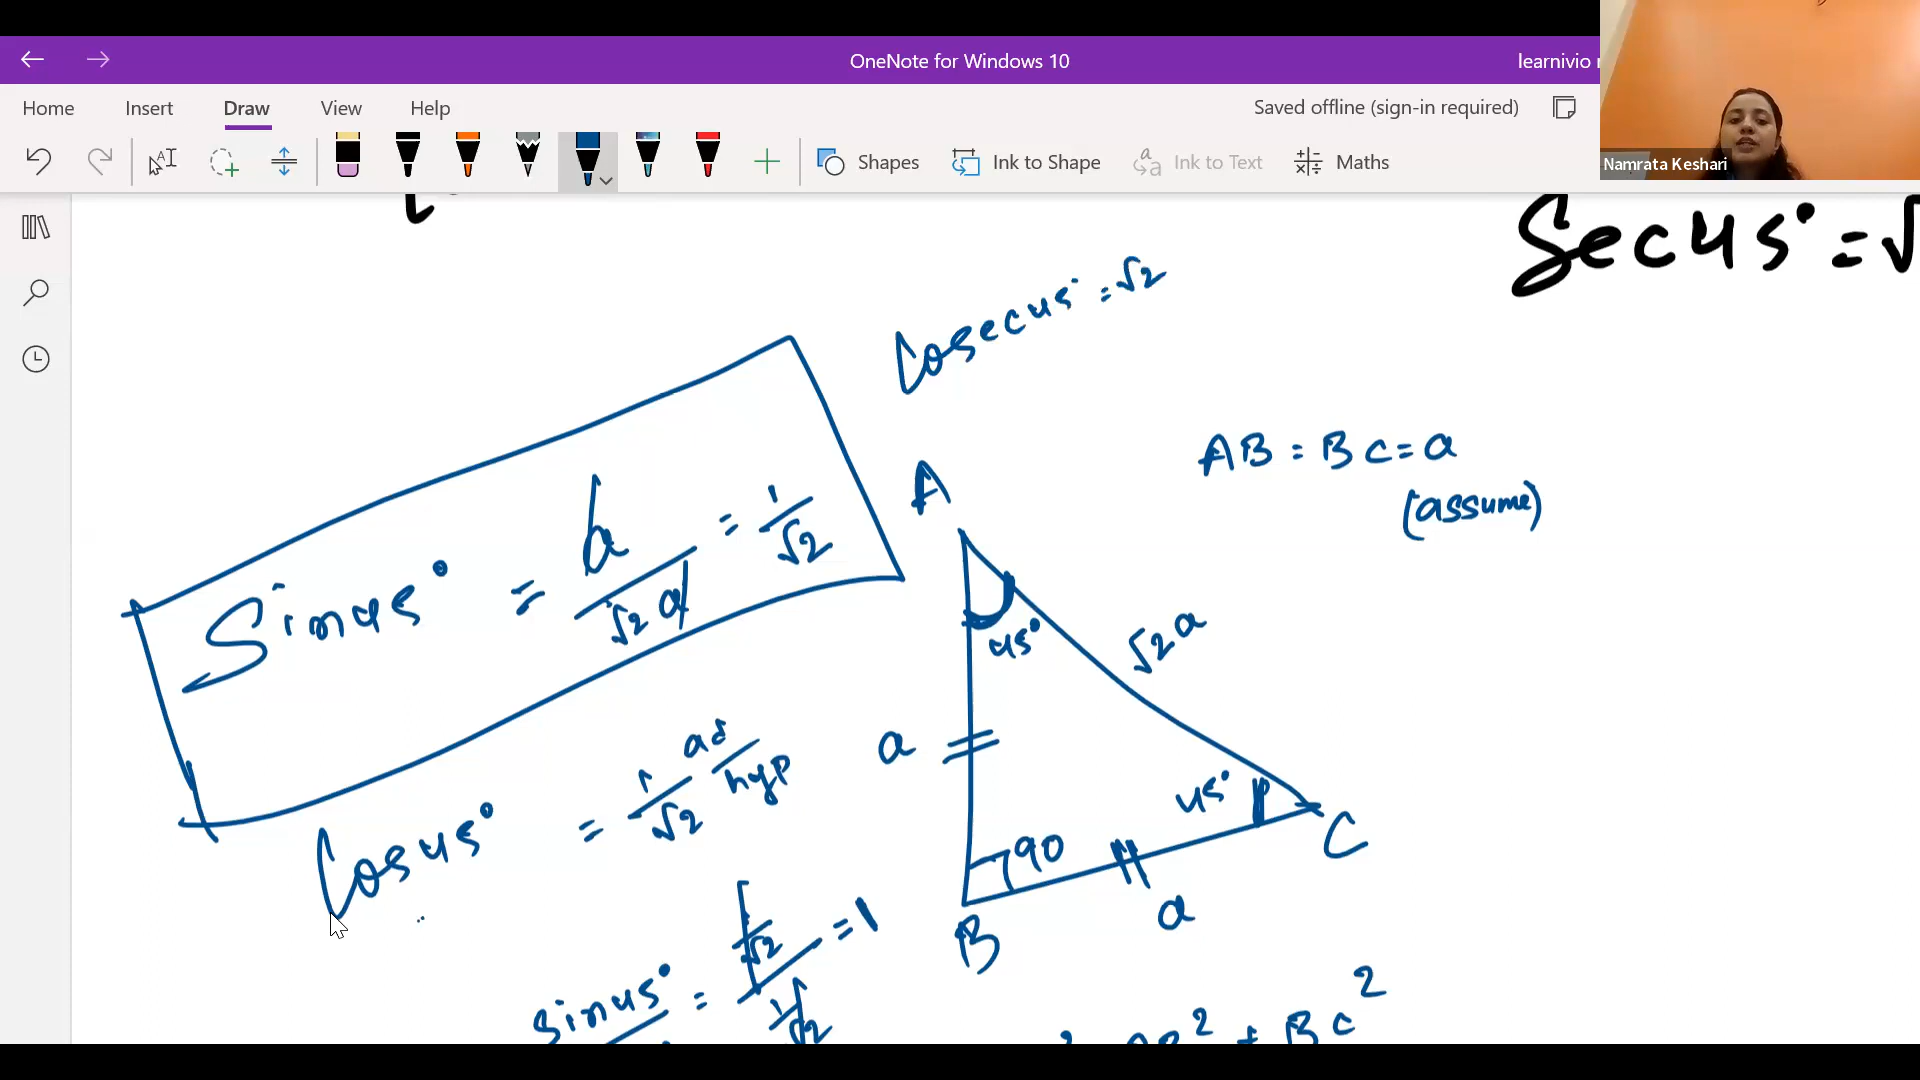 OneNote for Windows 10
learnivio
Home Insert Draw View Help
Saved offline (sign-in required)
Shapes Ink to Shape Ink to Text Maths
Namrata Keshari
Sec45° = √
Cosec45° = √2
AB = BC = a
(assume)
A
Sin45° = a/√2a = 1/√2
45°
√2a
a
Cos45° = 1/√2 ad/hyp
45°
C
90
a
B
sin45° = 1/√2 / 1/√2 = 1
² + BC²